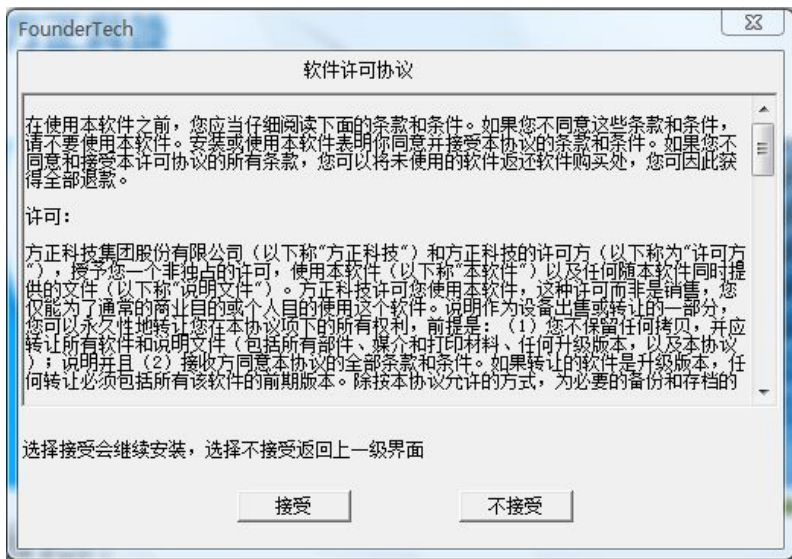 FounderTech
软件许可协议
在使用本软件之前，您应当仔细阅读下面的条款和条件。如果您不同意这些条款和条件，
请不要使用本软件。安装或使用本软件表明你同意并接受本协议的条款和条件。如果您不
同意和接受本许可协议的所有条款，您可以将未使用的软件返还软件购买处，您可因此获
得全部退款。
许可：
方正科技集团股份有限公司（以下称"方正科技"）和方正科技的许可方（以下称为"许可方
"），授予您一个非独占的许可，使用本软件（以下称"本软件"）以及任何随本软件同时提
供的文件（以下称"说明文件"）。方正科技许可您使用本软件，这种许可而非是销售，您
仅能为了通常的商业目的或个人目的使用这个软件。说明作为设备出售或转让的一部分，
您可以永久性地转让您在本协议项下的所有权利，前提是：（1）您不保留任何拷贝，并应
转让所有软件和说明文件（包括所有部件、媒介和打印材料、任何升级版本，以及本协议
）；说明并且（2）接收方同意本协议的全部条款和条件。如果转让的软件是升级版本，任
何转让必须包括所有该软件的前期版本。除按本协议允许的方式，为必要的备份和存档的
选择接受会继续安装，选择不接受返回上一级界面
接受
不接受